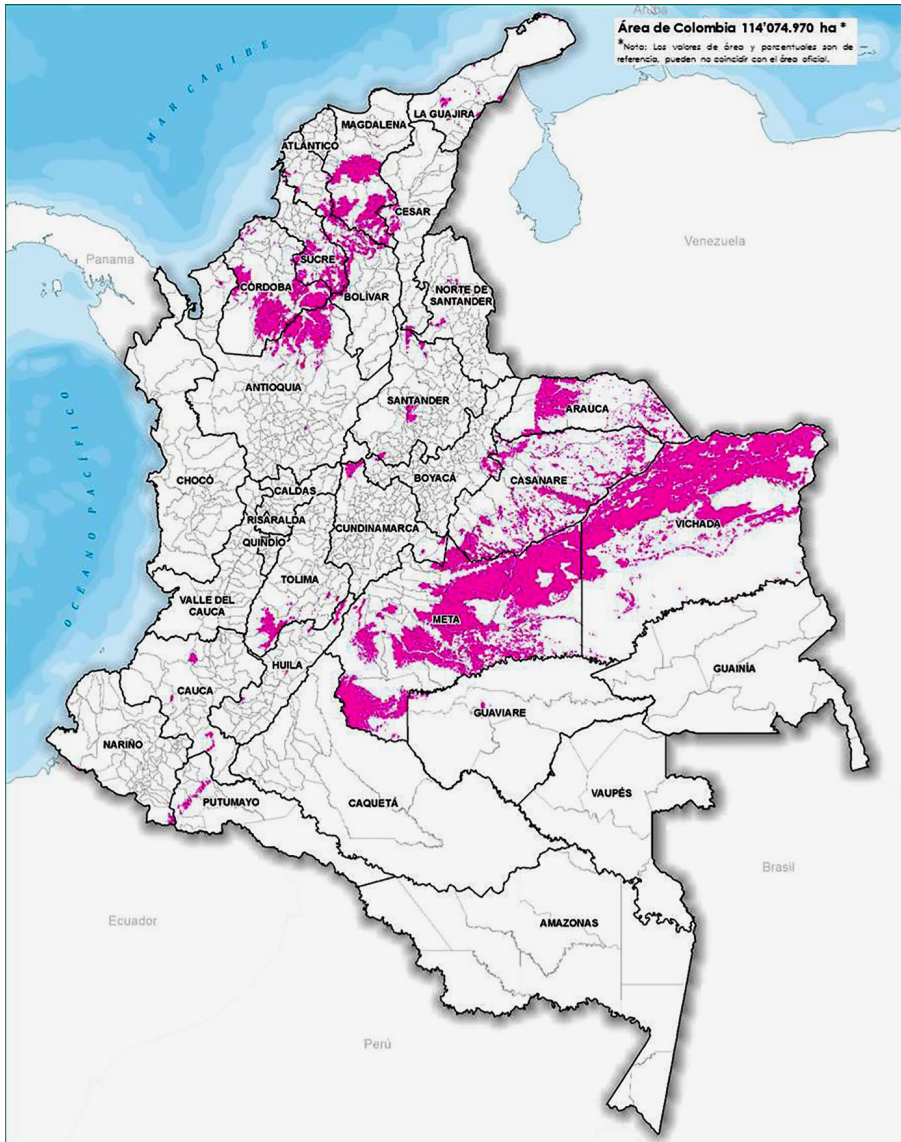 Aruba
Área de Colombia 114'074.970 ha *
*Nota: Los valores de área y porcentuales son de
referencia, pueden no coincidir con el área oficial.
MAR CARIBE
LA GUAJIRA
MAGDALENA
ATLÁNTICO
CESAR
Venezuela
Panama
SUCRE
CÓRDOBA
BOLÍVAR
NORTE DE
SANTANDER
ANTIOQUIA
SANTANDER
ARAUCA
OCÉANO PACÍFICO
CHOCÓ
BOYACÁ
CASANARE
CALDAS
RISARALDA
CUNDINAMARCA
VICHADA
QUINDIO
TOLIMA
VALLE DEL
CAUCA
META
HUILA
GUAINÍA
CAUCA
GUAVIARE
NARIÑO
VAUPÉS
PUTUMAYO
CAQUETÁ
Brasil
Ecuador
AMAZONAS
Perú